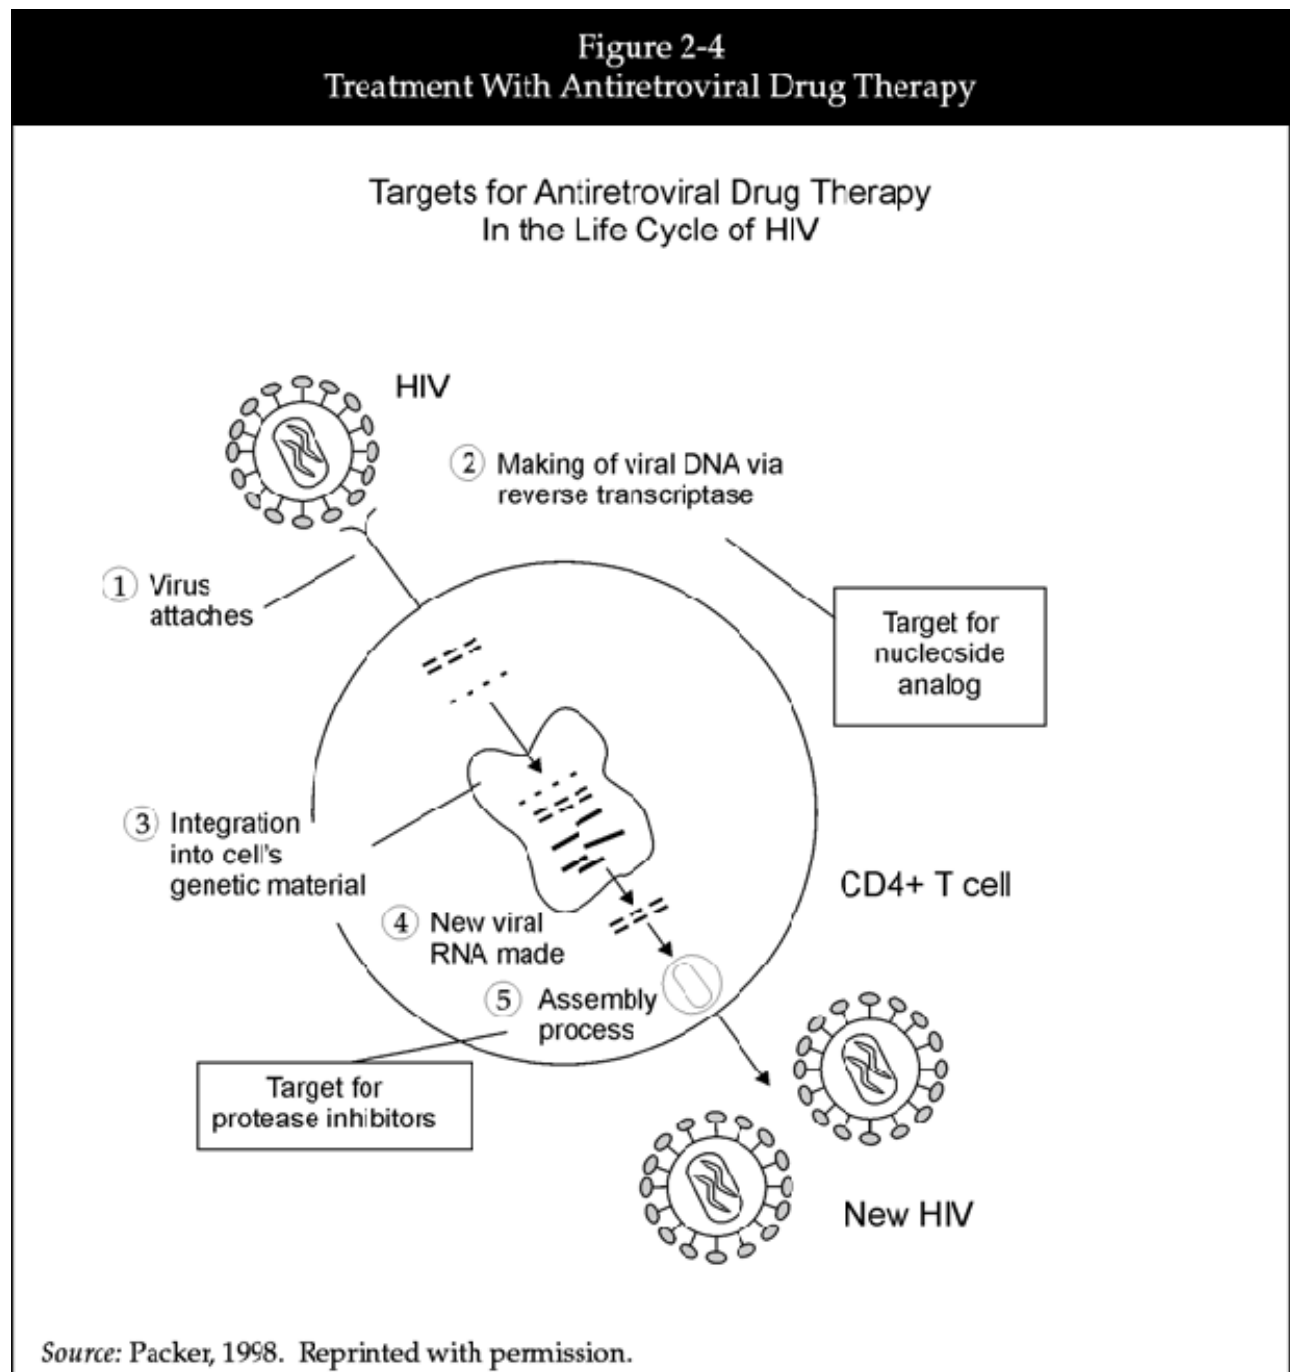 Figure 2-4
Treatment With Antiretroviral Drug Therapy
Targets for Antiretroviral Drug Therapy
In the Life Cycle of HIV
HIV
2 Making of viral DNA via
reverse transcriptase
1 Virus
attaches
Target for
nucleoside
analog
3 Integration
into cell's
genetic material
CD4+ T cell
4 New viral
RNA made
5 Assembly
process
Target for
protease inhibitors
New HIV
Source: Packer, 1998. Reprinted with permission.